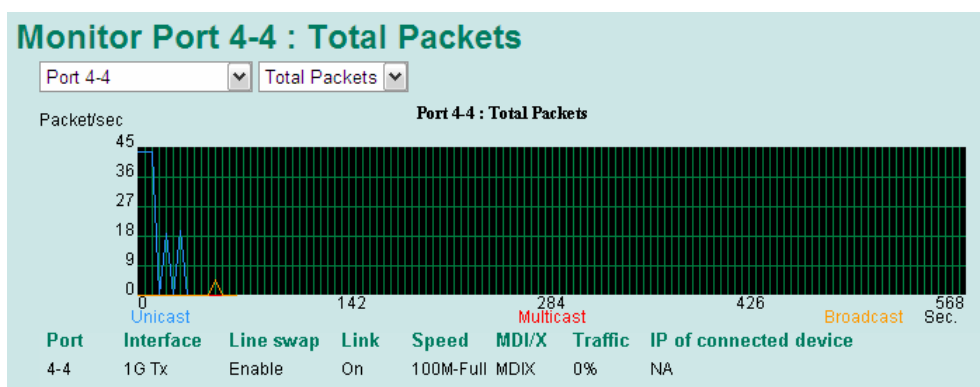 Monitor Port 4-4 : Total Packets
Port 4-4 Total Packets
Packet/sec Port 4-4 : Total Packets
45
36
27
18
9
0
0 142 284 426 568
Unicast Multicast Broadcast Sec.
Port Interface Line swap Link Speed MDI/X Traffic IP of connected device
4-4 1G Tx Enable On 100M-Full MDIX 0% NA